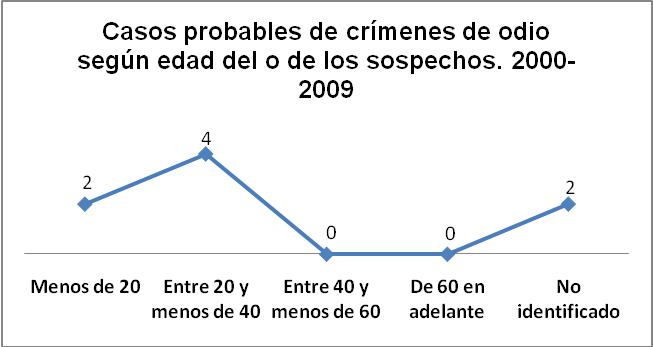 Casos probables de crímenes de odio
según edad del o de los sospechos. 2000-
2009
4
2
2
0
0
Menos de 20
Entre 20 y
menos de 40
Entre 40 y
menos de 60
De 60 en
adelante
No
identificado